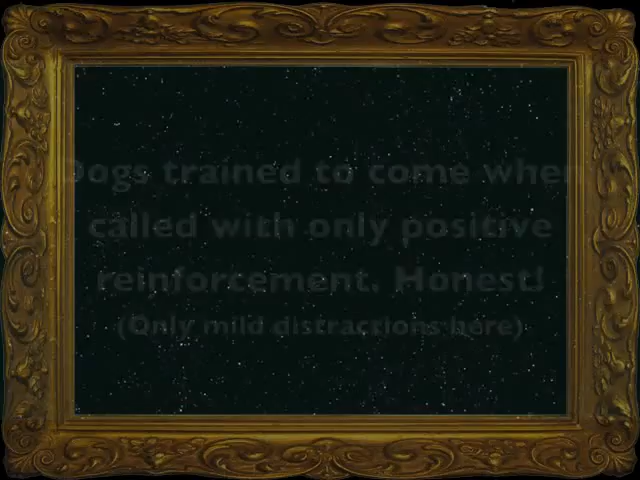 Dogs trained to come when
called with only positive
reinforcement. Honest!
(Only mild distractions here)